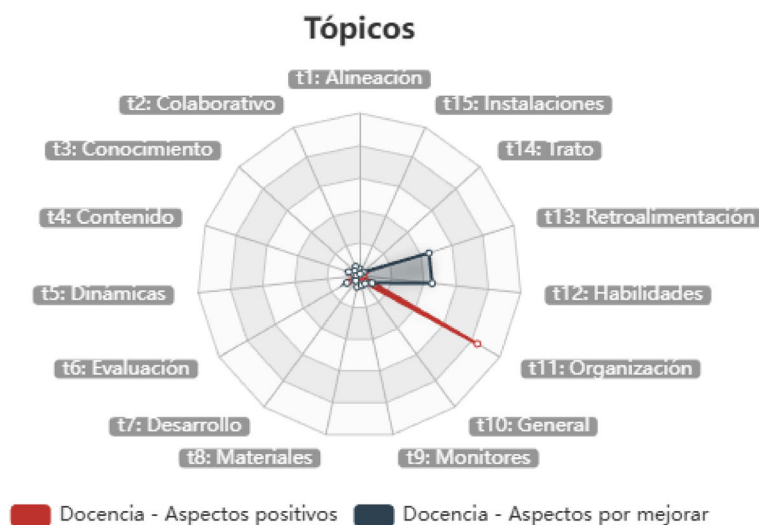 Tópicos
t1: Alineación
t2: Colaborativo
t15: Instalaciones
t3: Conocimiento
t14: Trato
t4: Contenido
t13: Retroalimentación
t5: Dinámicas
t12: Habilidades
t6: Evaluación
t11: Organización
t7: Desarrollo
t10: General
t8: Materiales
t9: Monitores
Docencia - Aspectos positivos
Docencia - Aspectos por mejorar